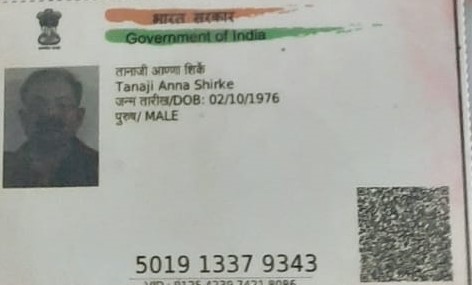 भारत सरकार
Government of India
तानाजी आण्णा शिर्के
Tanaji Anna Shirke
जन्म तारीख/DOB: 02/10/1976
पुरुष/ MALE
5019 1337 9343
VID : 9125 4239 7421 8086